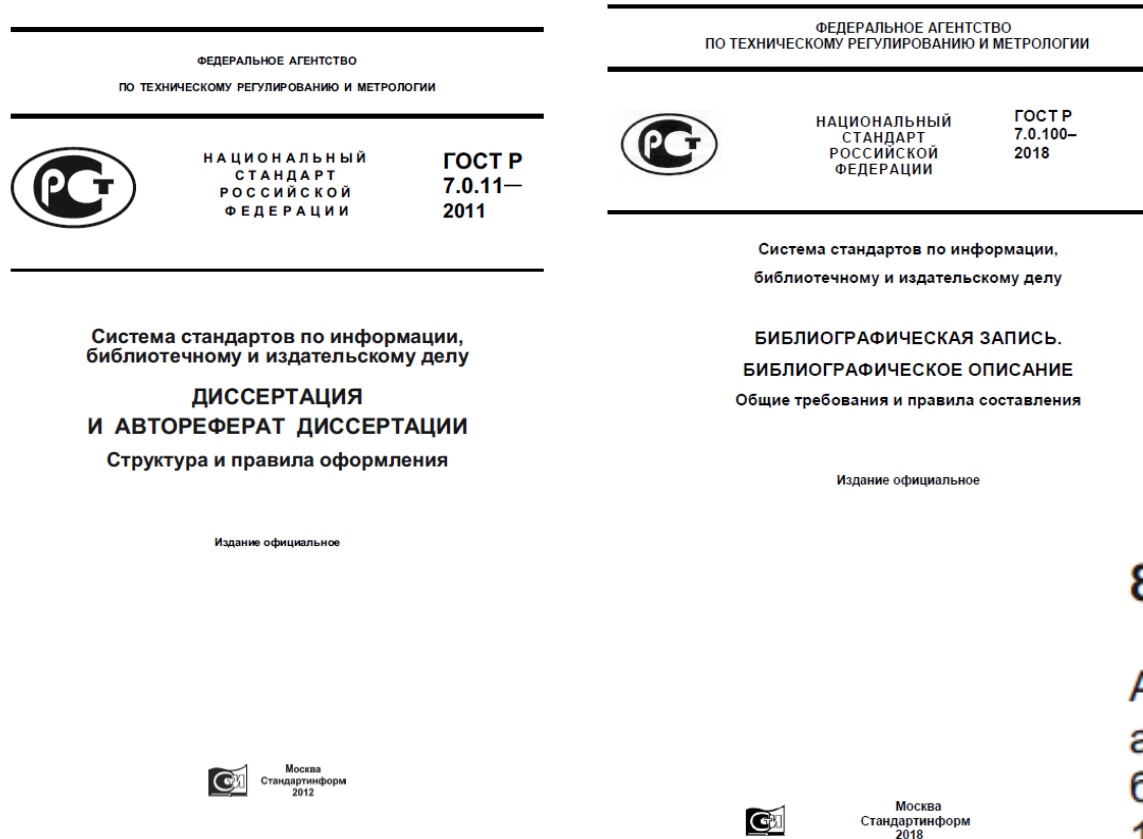 ФЕДЕРАЛЬНОЕ АГЕНТСТВО
ПО ТЕХНИЧЕСКОМУ РЕГУЛИРОВАНИЮ И МЕТРОЛОГИИ
РСТ
НАЦИОНАЛЬНЫЙ
СТАНДАРТ
РОССИЙСКОЙ
ФЕДЕРАЦИИ
ГОСТ Р
7.0.11—
2011
Система стандартов по информации,
библиотечному и издательскому делу
ДИССЕРТАЦИЯ
И АВТОРЕФЕРАТ ДИССЕРТАЦИИ
Структура и правила оформления
Издание официальное
Москва
Стандартинформ
2012
ФЕДЕРАЛЬНОЕ АГЕНТСТВО
ПО ТЕХНИЧЕСКОМУ РЕГУЛИРОВАНИЮ И МЕТРОЛОГИИ
РСТ
НАЦИОНАЛЬНЫЙ
СТАНДАРТ
РОССИЙСКОЙ
ФЕДЕРАЦИИ
ГОСТ Р
7.0.100–
2018
Система стандартов по информации,
библиотечному и издательскому делу
БИБЛИОГРАФИЧЕСКАЯ ЗАПИСЬ.
БИБЛИОГРАФИЧЕСКОЕ ОПИСАНИЕ
Общие требования и правила составления
Издание официальное
Москва
Стандартинформ
2018